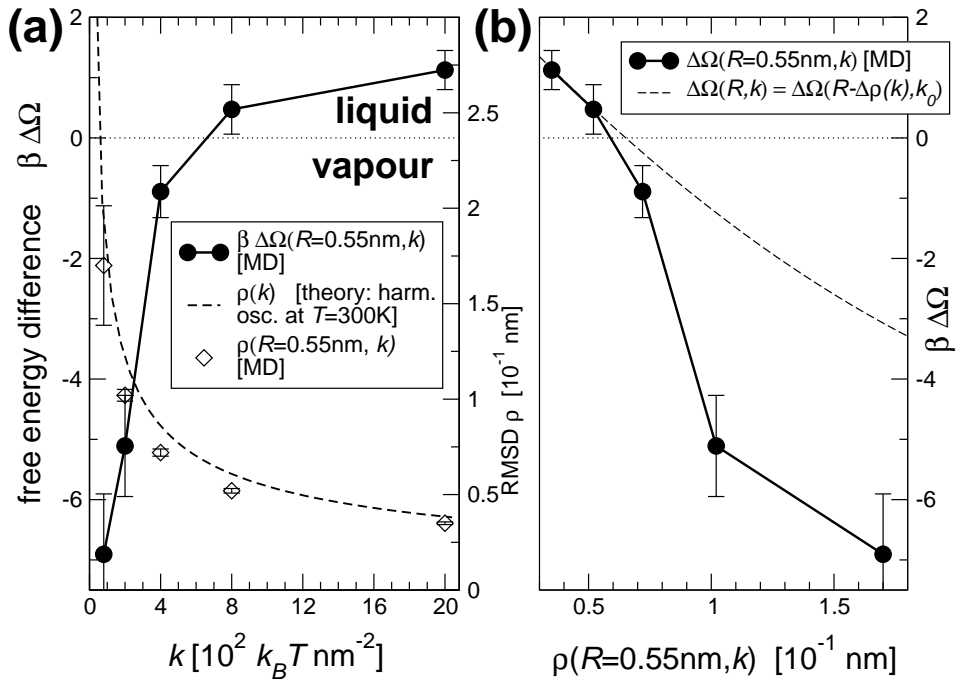 (a)
(b)
2
0
-2
-4
-6
free energy difference β ΔΩ
liquid
vapour
β ΔΩ(R=0.55nm,k)
[MD]
ρ(k) [theory: harm.
osc. at T=300K]
ρ(R=0.55nm, k)
[MD]
2.5
2
1.5
1
0.5
0
RMSD ρ [10⁻¹ nm]
0 4 8 12 16 20
k [10² k_B T nm⁻²]
ΔΩ(R=0.55nm,k) [MD]
ΔΩ(R,k) = ΔΩ(R-Δρ(k),k₀)
2
0
-2
-4
-6
β ΔΩ
0.5 1 1.5
ρ(R=0.55nm,k) [10⁻¹ nm]